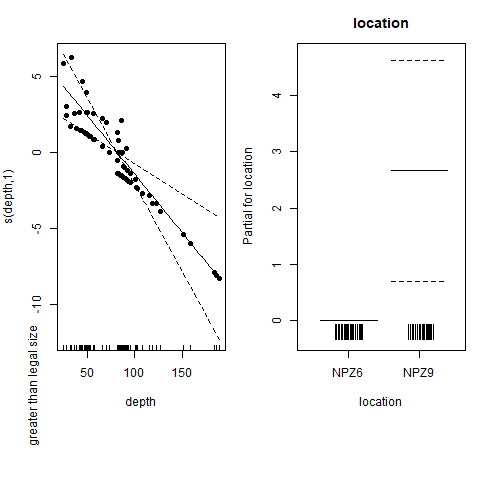 location
greater than legal size
s(depth,1)
5
0
-5
-10
50 100 150
depth
Partial for location
4
3
2
1
0
NPZ6 NPZ9
location